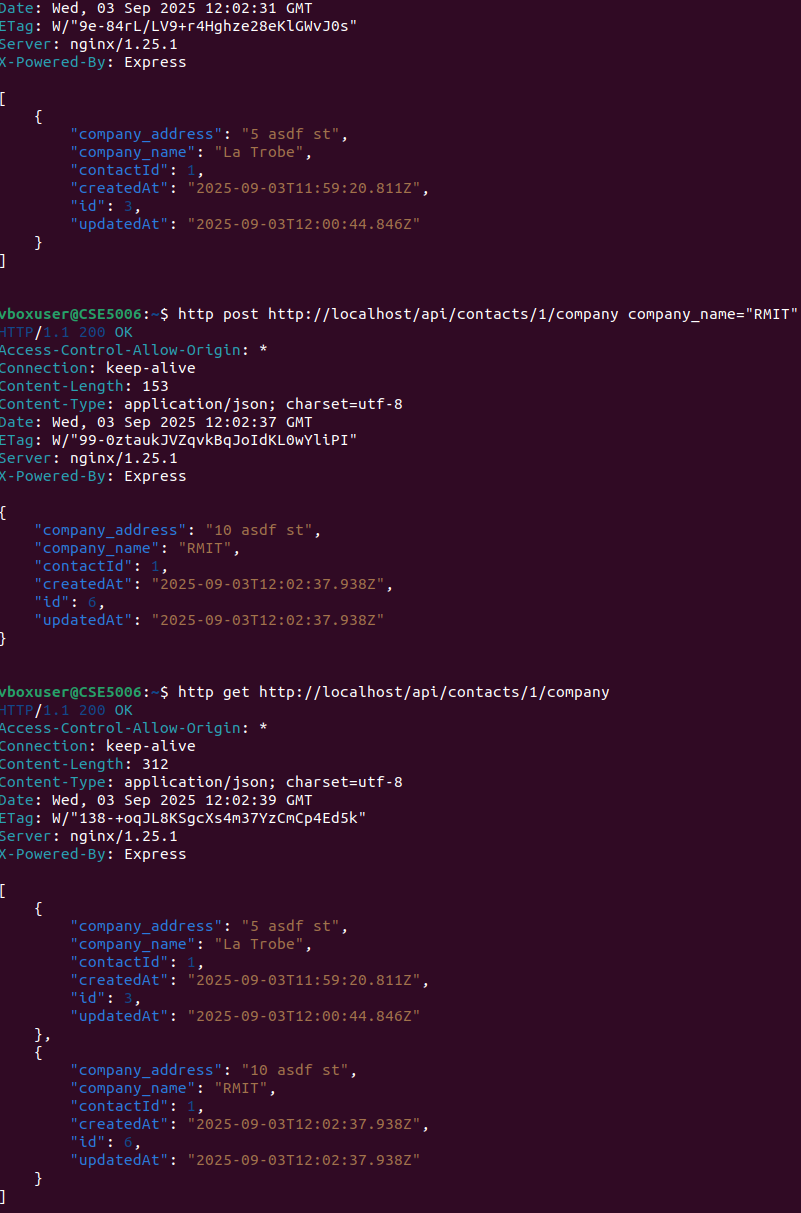 Date: Wed, 03 Sep 2025 12:02:31 GMT
ETag: W/"9e-84rL/LV9+r4Hghze28eKlGWvJ0s"
Server: nginx/1.25.1
X-Powered-By: Express
[
    {
        "company_address": "5 asdf st",
        "company_name": "La Trobe",
        "contactId": 1,
        "createdAt": "2025-09-03T11:59:20.811Z",
        "id": 3,
        "updatedAt": "2025-09-03T12:00:44.846Z"
    }
]
vboxuser@CSE5006:~$ http post http://localhost/api/contacts/1/company company_name="RMIT"
HTTP/1.1 200 OK
Access-Control-Allow-Origin: *
Connection: keep-alive
Content-Length: 153
Content-Type: application/json; charset=utf-8
Date: Wed, 03 Sep 2025 12:02:37 GMT
ETag: W/"99-0ztaukJVZqvkBqJoIdKL0wYliPI"
Server: nginx/1.25.1
X-Powered-By: Express
{
    "company_address": "10 asdf st",
    "company_name": "RMIT",
    "contactId": 1,
    "createdAt": "2025-09-03T12:02:37.938Z",
    "id": 6,
    "updatedAt": "2025-09-03T12:02:37.938Z"
}
vboxuser@CSE5006:~$ http get http://localhost/api/contacts/1/company
HTTP/1.1 200 OK
Access-Control-Allow-Origin: *
Connection: keep-alive
Content-Length: 312
Content-Type: application/json; charset=utf-8
Date: Wed, 03 Sep 2025 12:02:39 GMT
ETag: W/"138-+oqJL8KSgcXs4m37YzCmCp4Ed5k"
Server: nginx/1.25.1
X-Powered-By: Express
[
    {
        "company_address": "5 asdf st",
        "company_name": "La Trobe",
        "contactId": 1,
        "createdAt": "2025-09-03T11:59:20.811Z",
        "id": 3,
        "updatedAt": "2025-09-03T12:00:44.846Z"
    },
    {
        "company_address": "10 asdf st",
        "company_name": "RMIT",
        "contactId": 1,
        "createdAt": "2025-09-03T12:02:37.938Z",
        "id": 6,
        "updatedAt": "2025-09-03T12:02:37.938Z"
    }
]